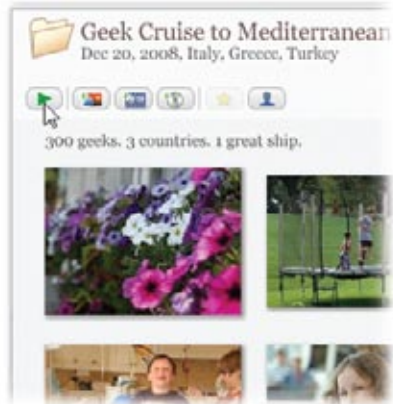 Geek Cruise to Mediterranean
Dec 20, 2008, Italy, Greece, Turkey
300 geeks. 3 countries. 1 great ship.